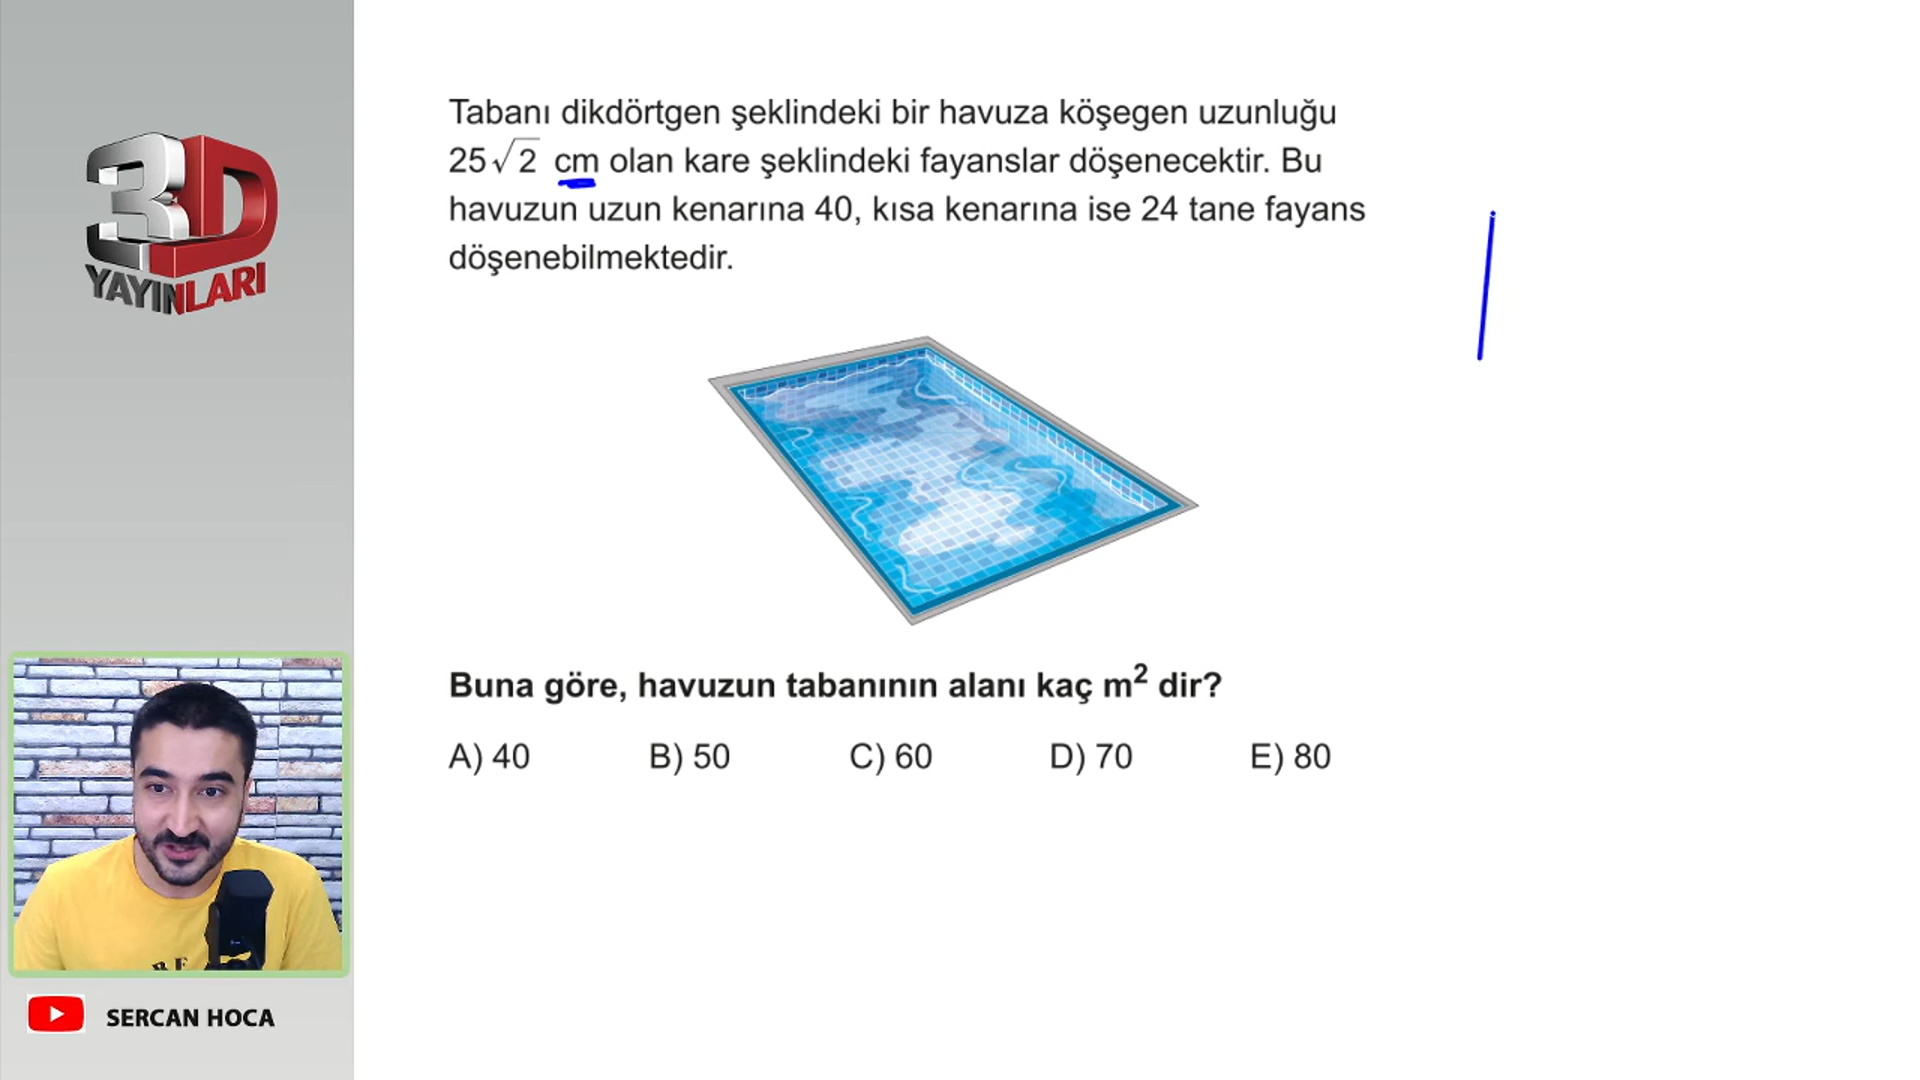 3D
YAYINLARI
Tabanı dikdörtgen şeklindeki bir havuza köşegen uzunluğu
25√2 cm olan kare şeklindeki fayanslar döşenecektir. Bu
havuzun uzun kenarına 40, kısa kenarına ise 24 tane fayans
döşenebilmektedir.
Buna göre, havuzun tabanının alanı kaç m² dir?
A) 40 B) 50 C) 60 D) 70 E) 80
SERCAN HOCA